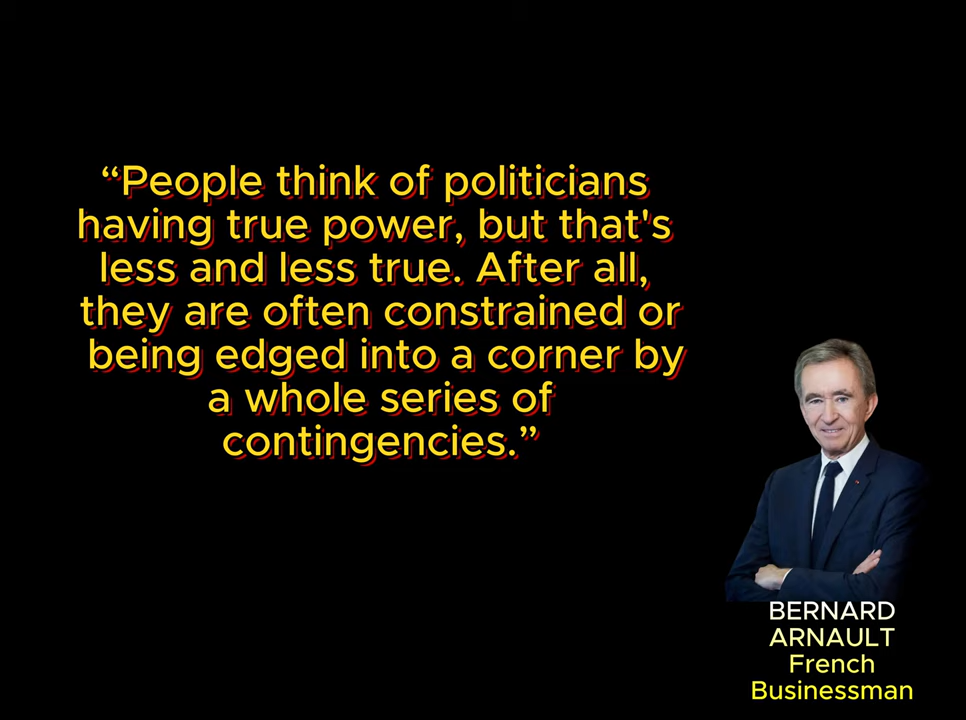 “People think of politicians
having true power, but that's
less and less true. After all,
they are often constrained or
being edged into a corner by
a whole series of
contingencies.”
BERNARD
ARNAULT
French
Businessman